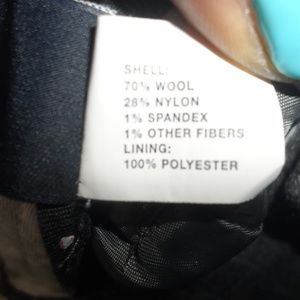 SHELL:
70% WOOL
28% NYLON
1% SPANDEX
1% OTHER FIBERS
LINING:
100% POLYESTER